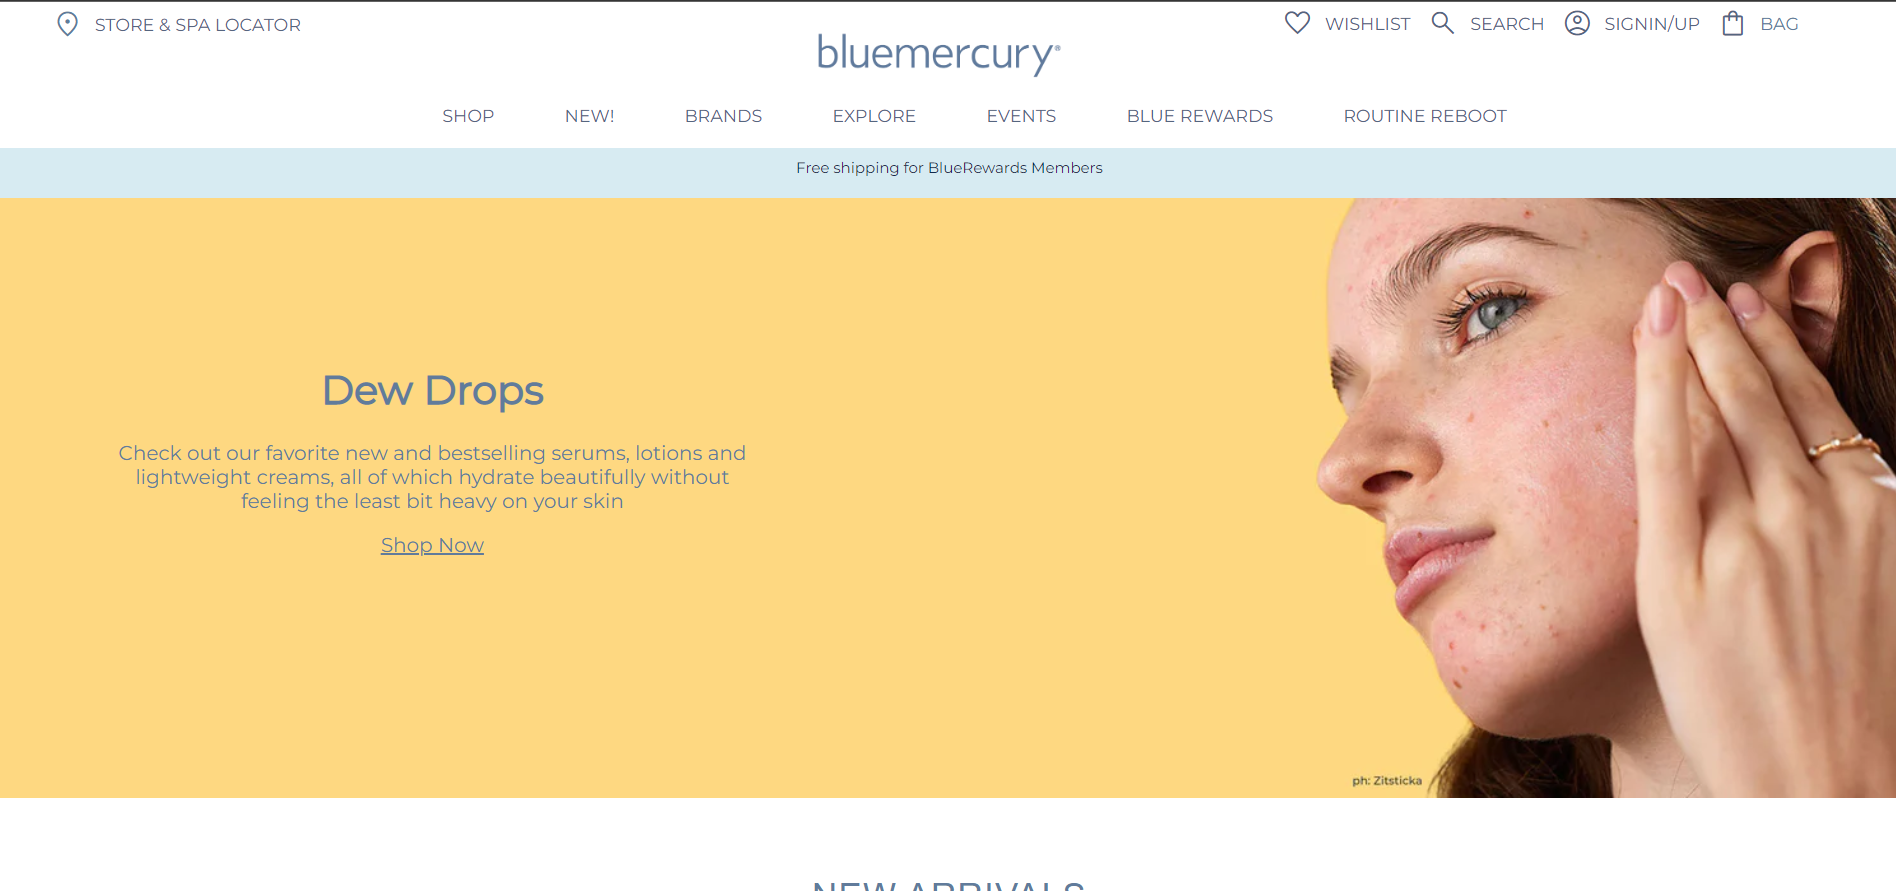 STORE & SPA LOCATOR
WISHLIST
SEARCH
SIGNIN/UP
BAG
bluemercury®
SHOP
NEW!
BRANDS
EXPLORE
EVENTS
BLUE REWARDS
ROUTINE REBOOT
Free shipping for BlueRewards Members
Dew Drops
Check out our favorite new and bestselling serums, lotions and
lightweight creams, all of which hydrate beautifully without
feeling the least bit heavy on your skin
Shop Now
ph: Zitsticka
NEW ARRIVALS